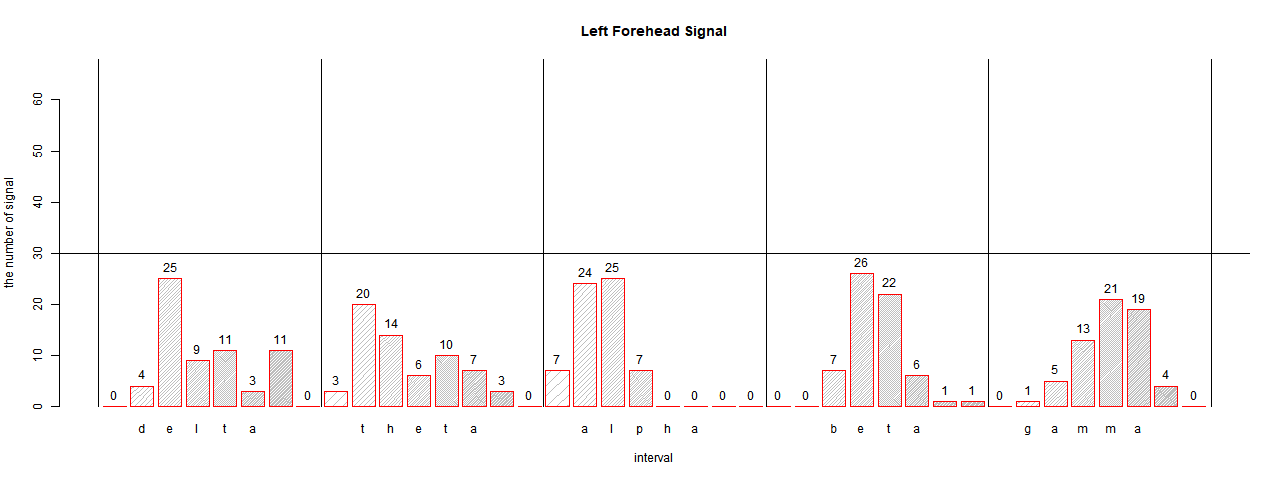 Left Forehead Signal
the number of signal
60
50
40
30
20
10
0
0 4 25 9 11 3 11 0 3 20 14 6 10 7 3 0 7 24 25 7 0 0 0 0 0 0 7 26 22 6 1 1 0 1 5 13 21 19 4 0
d e l t a t h e t a a l p h a b e t a g a m m a
interval